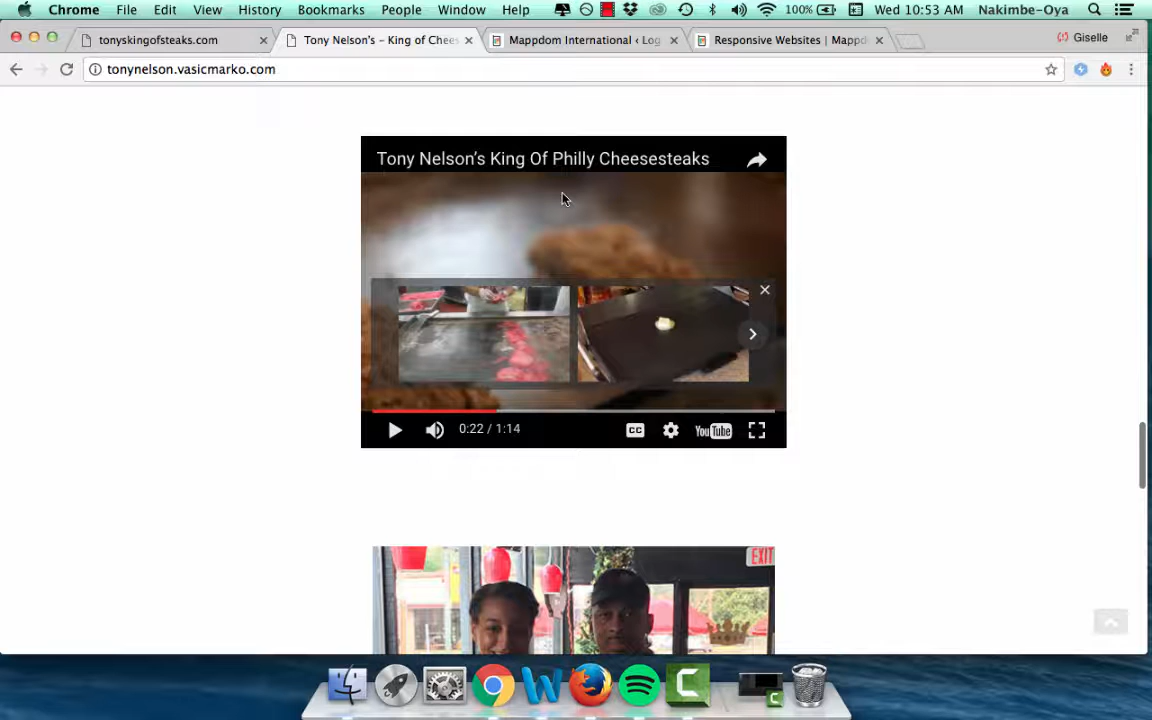 Chrome File Edit View History Bookmarks People Window Help 100% Wed 10:53 AM Nakimbe-Oya
tonyskingofsteaks.com Tony Nelson's – King of Chees Mappdom International ‹ Log Responsive Websites | Mappd Giselle
tonynelson.vasicmarko.com
Tony Nelson's King Of Philly Cheesesteaks
0:22 / 1:14 CC YouTube
EXIT